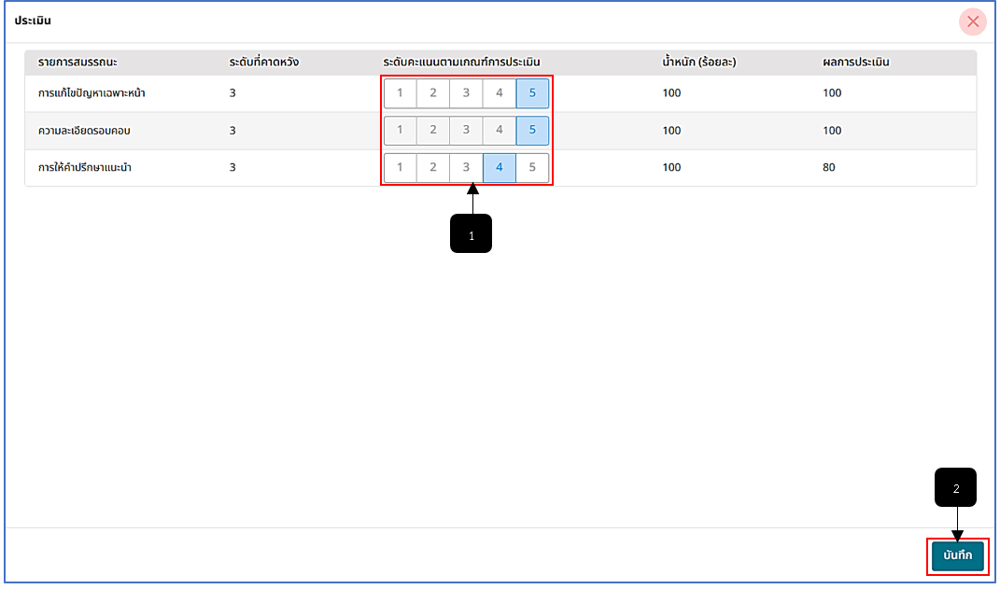 ประเมิน
รายการสมรรถนะ ระดับที่คาดหวัง ระดับคะแนนตามเกณฑ์การประเมิน น้ำหนัก (ร้อยละ) ผลการประเมิน
การแก้ไขปัญหาเฉพาะหน้า 3 1 2 3 4 5 100 100
ความละเอียดรอบคอบ 3 1 2 3 4 5 100 100
การให้คำปรึกษาแนะนำ 3 1 2 3 4 5 100 80
1
2
บันทึก